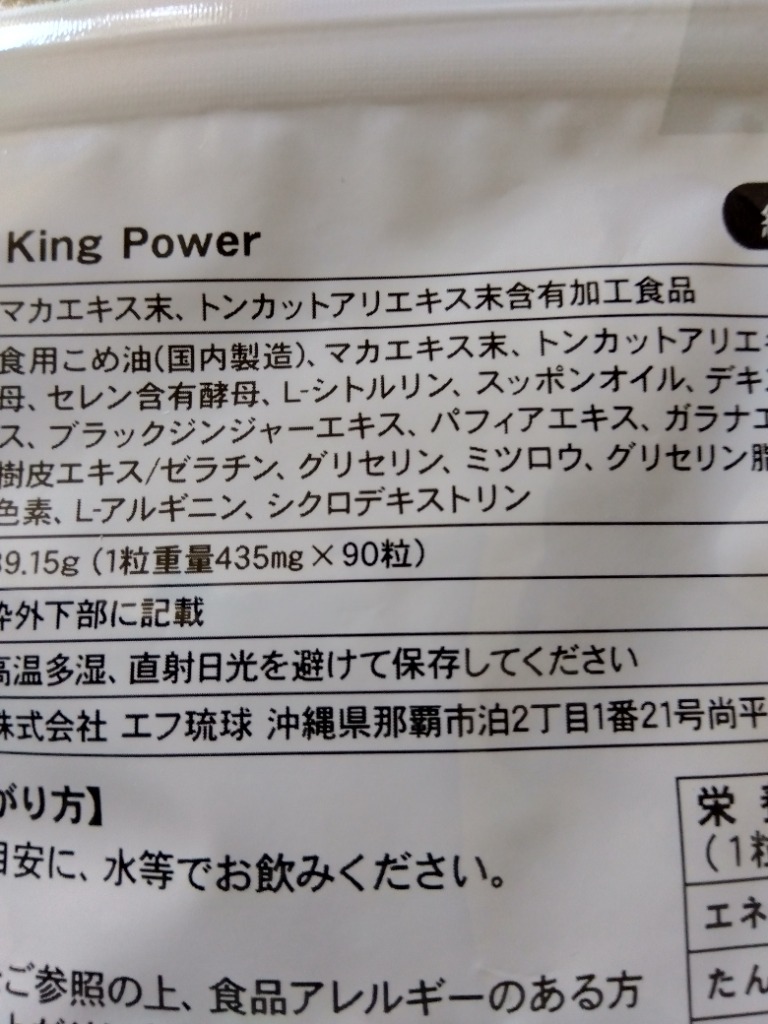 King Power
マカエキス末、トンカットアリエキス末含有加工食品
食用こめ油(国内製造)、マカエキス末、トンカットアリエキ
母、セレン含有酵母、L-シトルリン、スッポンオイル、デキ
ス、ブラックジンジャーエキス、パフィアエキス、ガラナエ
樹皮エキス/ゼラチン、グリセリン、ミツロウ、グリセリン脂
色素、L-アルギニン、シクロデキストリン
39.15g (1粒重量435mg×90粒)
枠外下部に記載
高温多湿、直射日光を避けて保存してください
株式会社 エフ琉球 沖縄県那覇市泊2丁目1番21号尚平
がり方】
目安に、水等でお飲みください。
栄
(1粒
エネ
たん
ご参照の上、食品アレルギーのある方